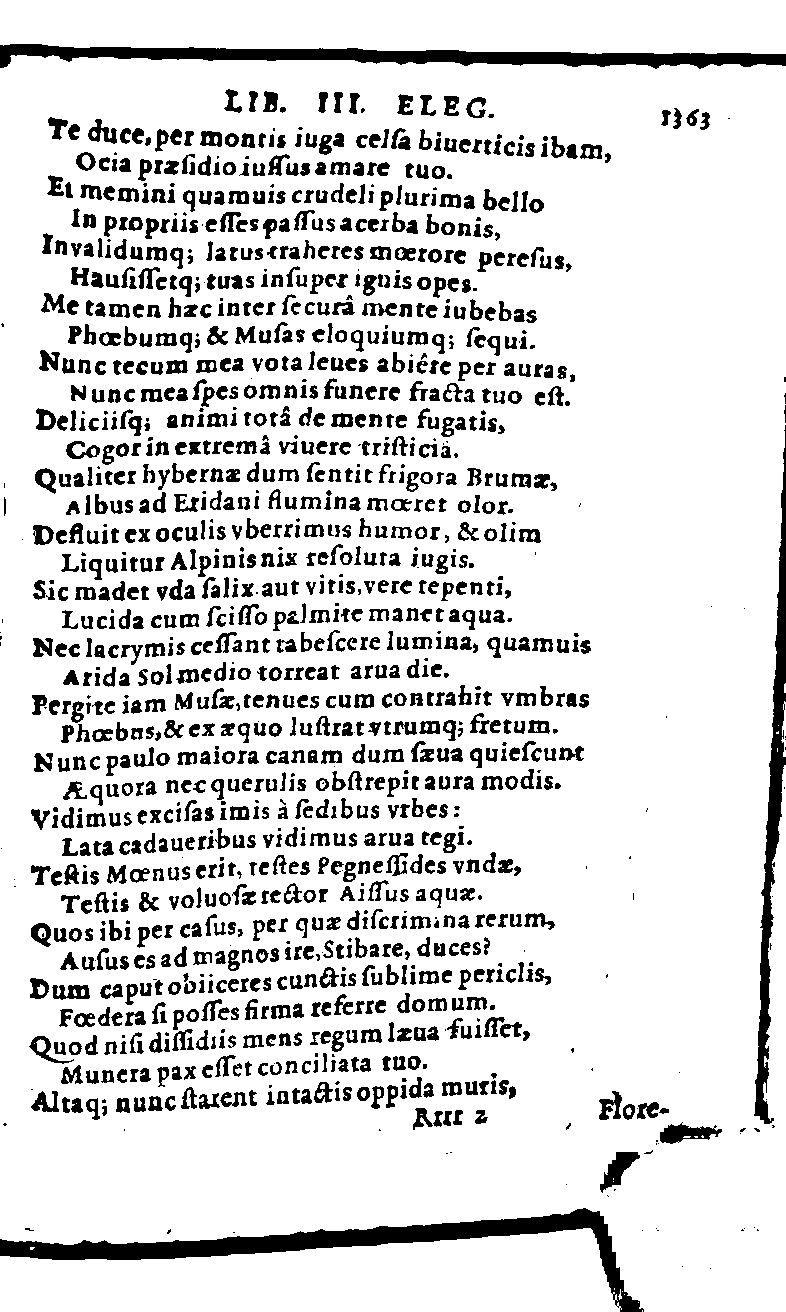 LIB. III. ELEG. 1363
Te duce, per montis iuga celſa biuerticis ibam,
Ocia præſidio iuſſus amare tuo.
Et memini quamuis crudeli plurima bello
In propriis eſſes paſſus acerba bonis,
Invalidumq; latus traheres mœrore pereſus,
Hauſiſſetq; tuas inſuper ignis opes.
Me tamen hæc inter ſecurâ mente iubebas
Phœbumq; & Muſas eloquiumq; ſequi.
Nunc tecum mea vota leues abiêre per auras,
Nunc mea ſpes omnis funere fracta tuo eſt.
Deliciiſq; animi totâ de mente fugatis,
Cogor in extremâ viuere triſticiâ.
Qualiter hybernæ dum ſentit frigora Brumæ,
Albus ad Eridani flumina mœret olor.
Defluit ex oculis vberrimus humor, & olim
Liquitur Alpinis nix reſoluta iugis.
Sic madet vda ſalix aut vitis, vere tepenti,
Lucida cum ſciſſo palmite manet aqua.
Nec lacrymis ceſſant tabeſcere lumina, quamuis
Arida Sol medio torreat arua die.
Pergite iam Muſæ, tenues cum contrahit vmbras
Phœbus, & ex æquo luſtrat vtrumq; fretum.
Nunc paulo maiora canam dum ſæua quieſcunt
Æquora nec querulis obſtrepit aura modis.
Vidimus exciſas imis à ſedibus vrbes:
Lata cadaueribus vidimus arua tegi.
Teſtis Mœnus erit, teſtes Pegneſſides vndæ,
Teſtis & voluoſæ rector Aiſſus aquæ.
Quos ibi per caſus, per quæ diſcrimina rerum,
Auſus es ad magnos ire, Stibare, duces?
Dum caput obiiceres cunctis ſublime periclis,
Fœdera ſi poſſes firma referre domum.
Quod niſi diſſidiis mens regum læua fuiſſet,
Munera pax eſſet conciliata tuo.
Altaq; nunc ſtarent intactis oppida muris,
Rrrr 2 Flore-